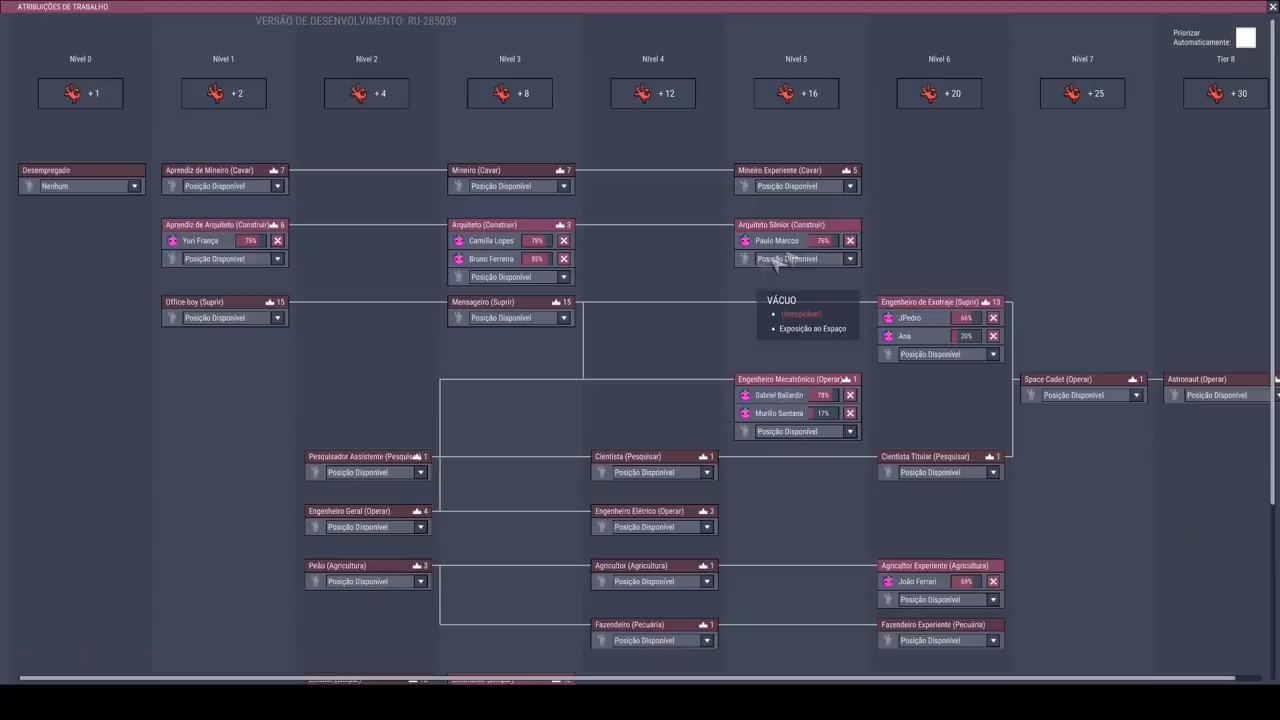 ATRIBUIÇÕES DE TRABALHO
VERSÃO DE DESENVOLVIMENTO: RU-285039
Priorizar
Automaticamente:
Nível 0
Nível 1
Nível 2
Nível 3
Nível 4
Nível 5
Nível 6
Nível 7
Tier 8
+ 1
+ 2
+ 4
+ 8
+ 12
+ 16
+ 20
+ 25
+ 30
Desempregado
Nenhum
Aprendiz de Mineiro (Cavar) 7
Posição Disponível
Mineiro (Cavar) 7
Posição Disponível
Mineiro Experiente (Cavar) 5
Posição Disponível
Aprendiz de Arquiteto (Construir) 6
Yuri França 75%
Posição Disponível
Arquiteto (Construir) 3
Camilla Lopes 78%
Bruno Ferreira 85%
Posição Disponível
Arquiteto Sênior (Construir)
Paulo Marcos 76%
Posição Disponível
Office-boy (Suprir) 15
Posição Disponível
Mensageiro (Suprir) 15
Posição Disponível
VÁCUO
(Irrespirável)
Exposição ao Espaço
Engenheiro de Exotraje (Suprir) 13
JPedro 66%
Ana 20%
Posição Disponível
Engenheiro Mecatrônico (Operar) 1
Gabriel Ballardin 78%
Murillo Santana 17%
Posição Disponível
Space Cadet (Operar) 1
Posição Disponível
Astronaut (Operar)
Posição Disponível
Pesquisador Assistente (Pesquisar) 1
Posição Disponível
Cientista (Pesquisar) 1
Posição Disponível
Cientista Titular (Pesquisar) 1
Posição Disponível
Engenheiro Geral (Operar) 4
Posição Disponível
Engenheiro Elétrico (Operar) 3
Posição Disponível
Peão (Agricultura) 3
Posição Disponível
Agricultor (Agricultura) 1
Posição Disponível
Agricultor Experiente (Agricultura)
João Ferrari 69%
Posição Disponível
Fazendeiro (Pecuária) 1
Posição Disponível
Fazendeiro Experiente (Pecuária)
Posição Disponível